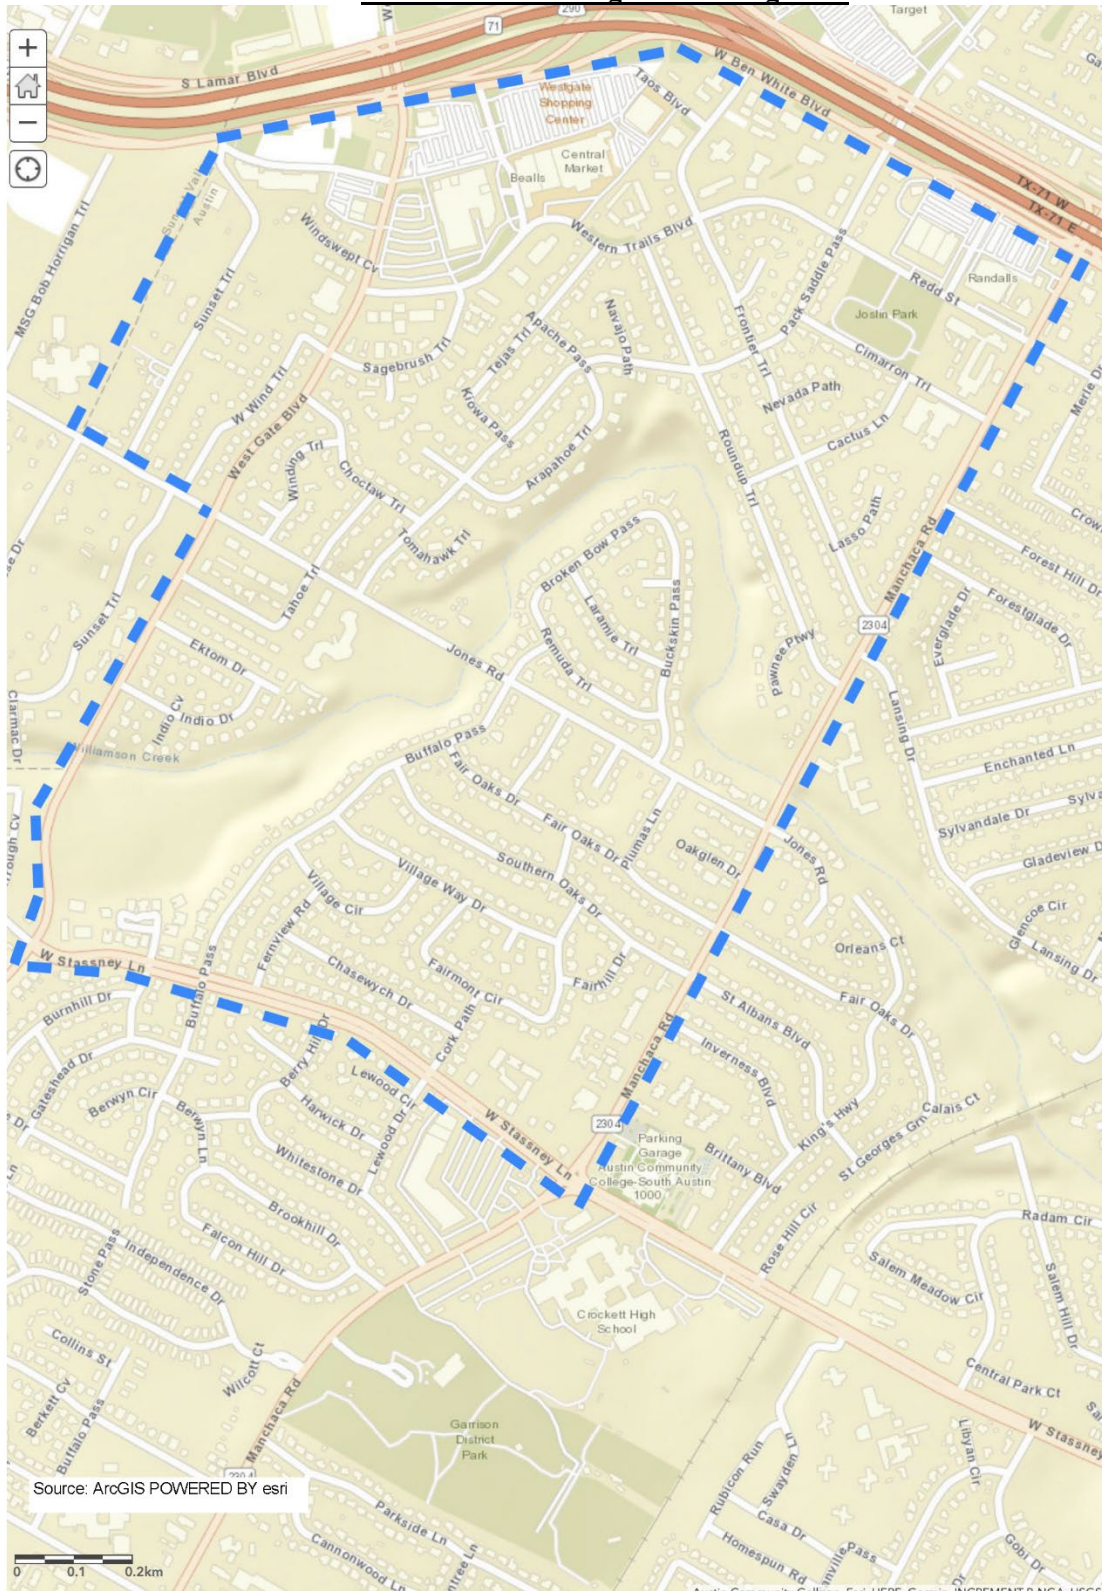 290
Target
71
S Lamar Blvd
W Ben White Blvd
Taos Blvd
Westgate
Shopping
Center
Central
Market
Bealls
TX-71 W
TX-71 E
Austin
MSG Bob Horrigan Trl
Windswept Cv
Western Trails Blvd
Pack Saddle Pass
Randalls
Redd St
Joslin Park
Sunset Trl
Apache Pass
Navajo Path
Frontier Trl
Tejas Trl
Sagebrush Trl
Cimarron Trl
W Wind Trl
Kiowa Pass
Nevada Path
Cactus Ln
West Gate Blvd
Winding Trl
Choctaw Trl
Arapahoe Trl
Roundup Trl
Tomahawk Trl
Lasso Path
Manchaca Rd
Broken Bow Pass
Forest Hill Dr
Forestglade Dr
Everglade Dr
2304
Tahoe Trl
Laramie Trl
Buckskin Pass
Sunset Trl
Ektom Dr
Jones Rd
Remuda Trl
Pawnee Ptwy
Clarmac Dr
Indio Cv
Indio Dr
Lansing Dr
Williamson Creek
Buffalo Pass
Enchanted Ln
Fair Oaks Dr
Sylvandale Dr
Fair Oaks Dr
Plumas Ln
Oakglen Dr
Jones Rd
Southern Oaks Dr
Village Way Dr
Village Cir
Fernview Rd
Glencoe Cir
Orleans Ct
Lansing Dr
W Stassney Ln
Chasewych Dr
Fairmont Cir
Fairhill Dr
Buffalo Pass
Burnhill Dr
St Albans Blvd
Fair Oaks Dr
Cork Path
Manchaca Rd
Inverness Blvd
Gateshead Dr
Berry Hill Dr
Lewood Cir
Berwyn Cir
Berwyn Ln
Harwick Dr
Lewood Dr
W Stassney Ln
2304
King's Hwy
Calais Ct
St Georges Grn
Parking
Garage
Austin Community
College-South Austin
1000
Brittany Blvd
Whitestone Dr
Brookhill Dr
Falcon Hill Dr
Rose Hill Cir
Radam Cir
Stone Pass
Independence Dr
Salem Meadow Cir
Salem Hill Dr
Crockett High
School
Collins St
Wilcott Ct
Central Park Ct
Berkett Cv
Buffalo Pass
Manchaca Rd
Garrison
District
Park
W Stassney
Libyan Cir
Rubicon Run
Swayden Ln
Source: ArcGIS POWERED BY esri
Parkside Ln
Cannonwood Ln
Casa Dr
Homespun Rd
Gobi Dr
0 0.1 0.2km